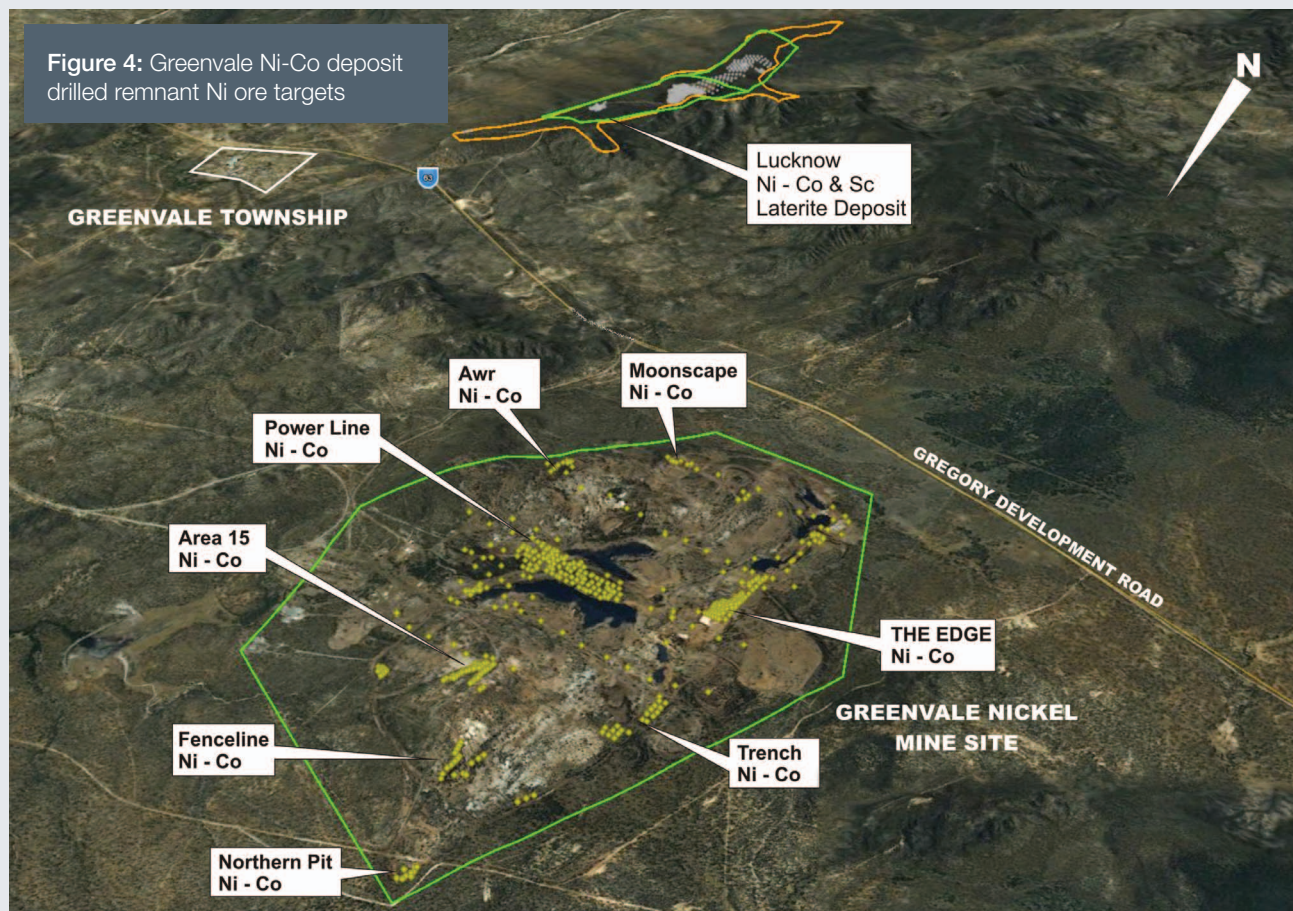 Figure 4: Greenvale Ni-Co deposit
drilled remnant Ni ore targets
N
Lucknow
Ni - Co & Sc
Laterite Deposit
63
GREENVALE TOWNSHIP
Awr
Ni - Co
Moonscape
Ni - Co
Power Line
Ni - Co
GREGORY DEVELOPMENT ROAD
Area 15
Ni - Co
THE EDGE
Ni - Co
GREENVALE NICKEL
MINE SITE
Fenceline
Ni - Co
Trench
Ni - Co
Northern Pit
Ni - Co